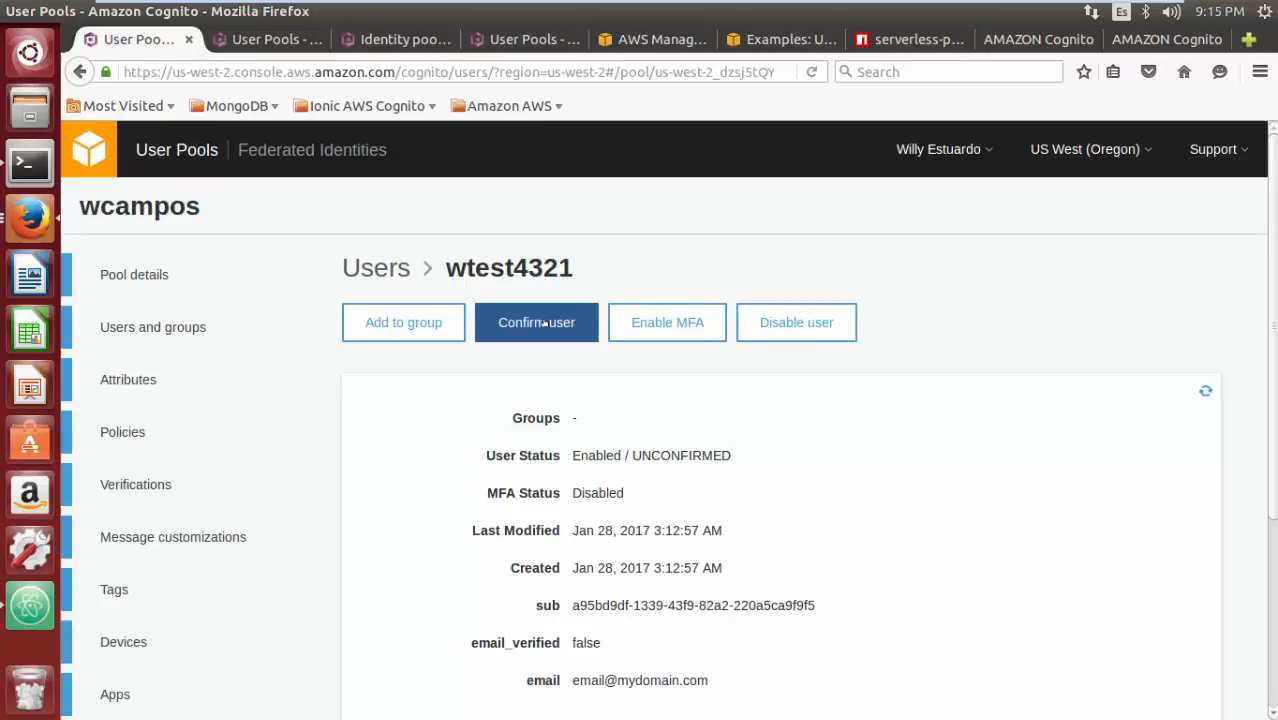 User Pools - Amazon Cognito - Mozilla Firefox
Es
9:15 PM
User Poo...
User Pools - ...
Identity poo...
User Pools - ...
AWS Manag...
Examples: U...
serverless-p...
AMAZON Cognito
AMAZON Cognito
https://us-west-2.console.aws.amazon.com/cognito/users/?region=us-west-2#/pool/us-west-2_dzsj5tQY
Search
Most Visited
MongoDB
Ionic AWS Cognito
Amazon AWS
User Pools
Federated Identities
Willy Estuardo
US West (Oregon)
Support
wcampos
Pool details
Users and groups
Attributes
Policies
Verifications
Message customizations
Tags
Devices
Apps
Users > wtest4321
Add to group
Confirm user
Enable MFA
Disable user
Groups -
User Status Enabled / UNCONFIRMED
MFA Status Disabled
Last Modified Jan 28, 2017 3:12:57 AM
Created Jan 28, 2017 3:12:57 AM
sub a95bd9df-1339-43f9-82a2-220a5ca9f9f5
email_verified false
email email@mydomain.com